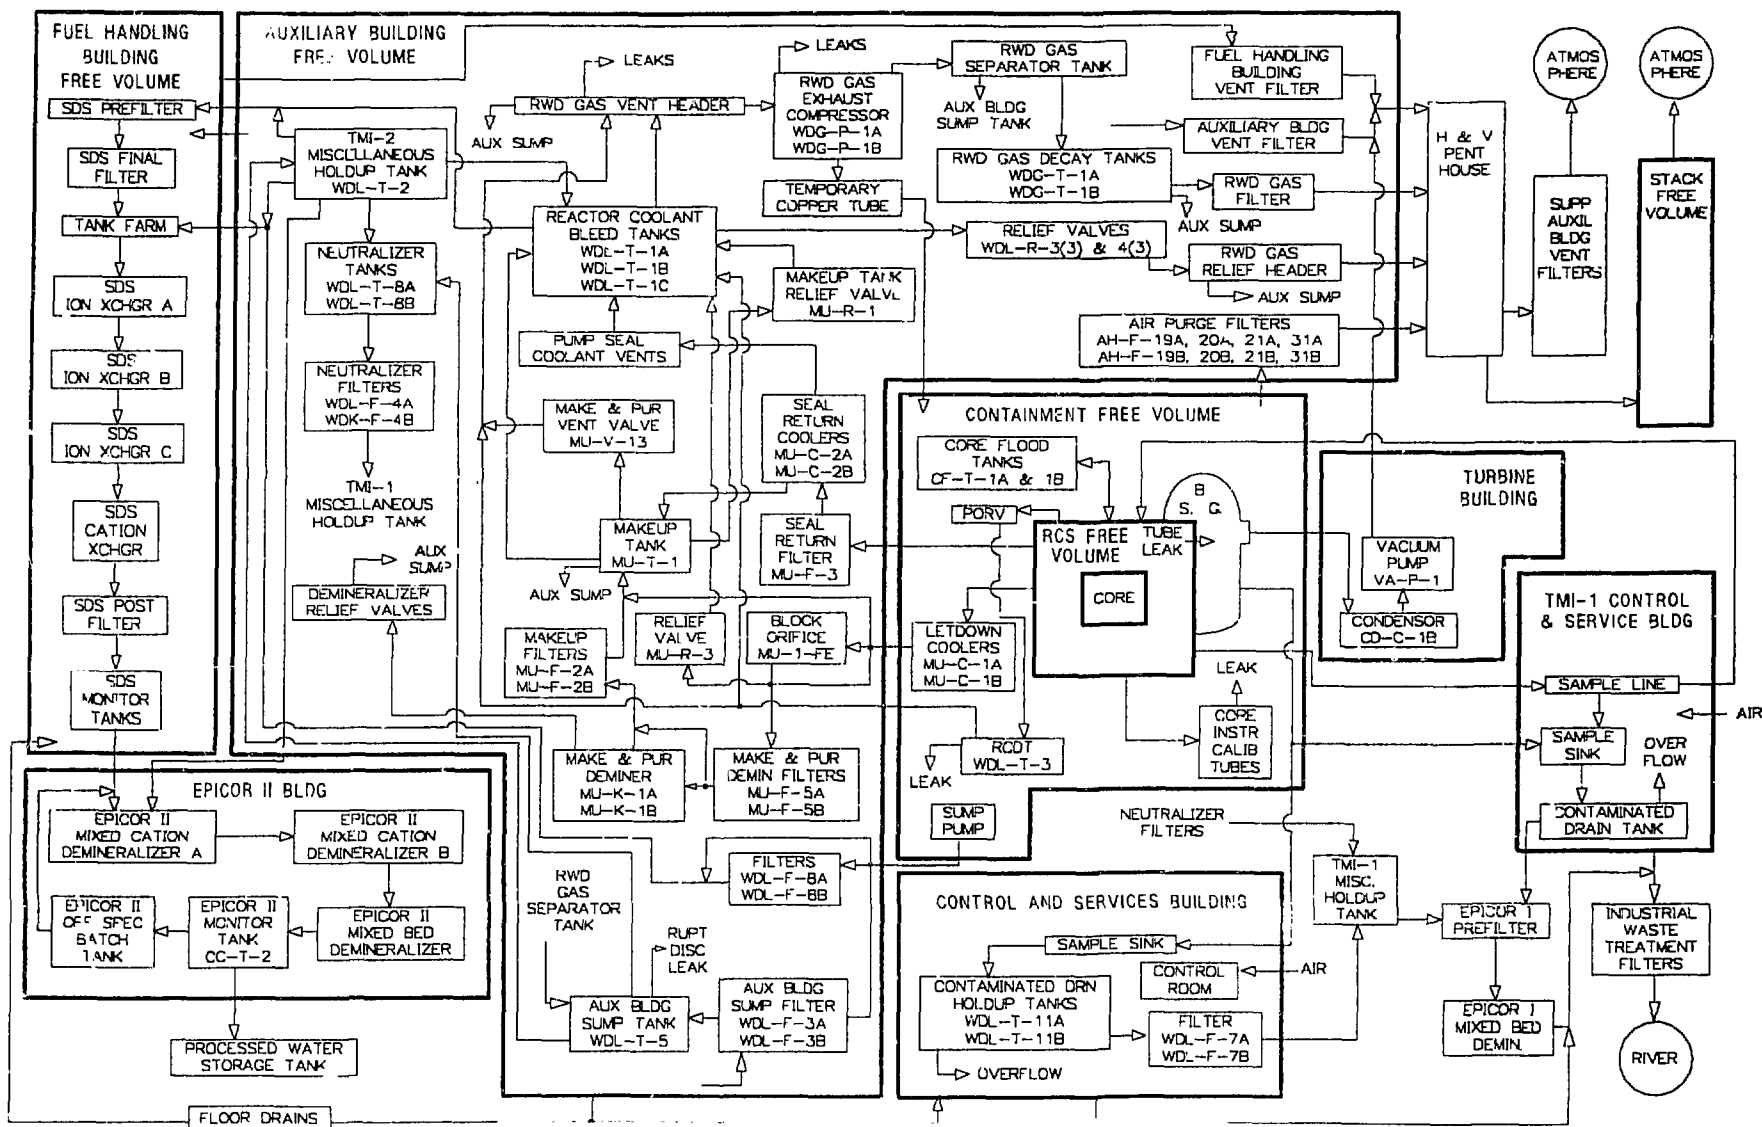 FUEL HANDLING
BUILDING
FREE VOLUME
SDS PREFILTER
SDS FINAL
FILTER
TANK FARM
SDS
ION XCHGR A
SDS
ION XCHGR B
SDS
ION XCHGR C
SDS
CATION
XCHGR
SDS POST
FILTER
SDS
MONITOR
TANKS
AUXILIARY BUILDING
FREE VOLUME
TMI-2
MISCELLANEOUS
HOLDUP TANK
WDL-T-2
NEUTRALIZER
TANKS
WDL-T-8A
WDL-T-8B
NEUTRALIZER
FILTERS
WDL-F-4A
WDK-F-4B
TMI-1
MISCELLANEOUS
HOLDUP TANK
AUX
SUMP
DEMINERALIZER
RELIEF VALVES
LEAKS
RWD GAS VENT HEADER
AUX SUMP
REACTOR COOLANT
BLEED TANKS
WDL-T-1A
WDL-T-1B
WDL-T-1C
PUMP SEAL
COOLANT VENTS
MAKE & PUR
VENT VALVE
MU-V-13
MAKEUP
TANK
MU-T-1
AUX SUMP
MAKEUP
FILTERS
MU-F-2A
MU-F-2B
RELIEF
VALVE
MU-R-3
BLOCK
ORIFICE
MU-1-FE
MAKE & PUR
DEMINER
MU-K-1A
MU-K-1B
MAKE & PUR
DEMIN FILTERS
MU-F-5A
MU-F-5B
LEAKS
RWD GAS
EXHAUST
COMPRESSOR
WDG-P-1A
WDG-P-1B
TEMPORARY
COPPER TUBE
RWD GAS
SEPARATOR TANK
AUX BLDG
SUMP TANK
RWD GAS DECAY TANKS
WDG-T-1A
WDG-T-1B
AUX SUMP
RELIEF VALVES
WDL-R-3(3) & 4(3)
MAKEUP TANK
RELIEF VALVE
MU-R-1
SEAL
RETURN
COOLERS
MU-C-2A
MU-C-2B
SEAL
RETURN
FILTER
MU-F-3
FUEL HANDLING
BUILDING
VENT FILTER
AUXILIARY BLDG
VENT FILTER
RWD GAS
FILTER
RWD GAS
RELIEF HEADER
AUX SUMP
AIR PURGE FILTERS
AH-F-19A, 20A, 21A, 31A
AH-F-19B, 20B, 21B, 31B
H & V
PENT
HOUSE
ATMOS
PHERE
ATMOS
PHERE
SUPP
AUXIL
BLDG
VENT
FILTERS
STACK
FREE
VOLUME
CONTAINMENT FREE VOLUME
CORE FLOOD
TANKS
CF-T-1A & 1B
PORV
RCS FREE
VOLUME
TUBE
LEAK
CORE
B
S. G.
LETDOWN
COOLERS
MU-C-1A
MU-C-1B
LEAK
CORE
INSTR
CALIB
TUBES
RCDT
WDL-T-3
LEAK
SUMP
PUMP
TURBINE
BUILDING
VACUUM
PUMP
VA-P-1
CONDENSOR
CO-C-1B
TMI-1 CONTROL
& SERVICE BLDG
SAMPLE LINE
AIR
SAMPLE
SINK
OVER
FLOW
CONTAMINATED
DRAIN TANK
EPICOR II BLDG
EPICOR II
MIXED CATION
DEMINERALIZER A
EPICOR II
MIXED CATION
DEMINERALIZER B
EPICOR II
OFF SPEC
BATCH
TANK
EPICOR II
MONITOR
TANK
CC-T-2
EPICOR II
MIXED BED
DEMINERALIZER
PROCESSED WATER
STORAGE TANK
FLOOR DRAINS
FILTERS
WDL-F-8A
WDL-F-8B
RWD
GAS
SEPARATOR
TANK
RUPT
DISC
LEAK
AUX BLDG
SUMP TANK
WDL-T-5
AUX BLDG
SUMP FILTER
WDL-F-3A
WDL-F-3B
CONTROL AND SERVICES BUILDING
SAMPLE SINK
CONTROL
ROOM
AIR
CONTAMINATED DRN
HOLDUP TANKS
WDL-T-11A
WDL-T-11B
FILTER
WDL-F-7A
WDL-F-7B
OVERFLOW
NEUTRALIZER
FILTERS
TMI-1
MISC.
HOLDUP
TANK
EPICOR I
PREFILTER
EPICOR I
MIXED BED
DEMIN.
INDUSTRIAL
WASTE
TREATMENT
FILTERS
RIVER